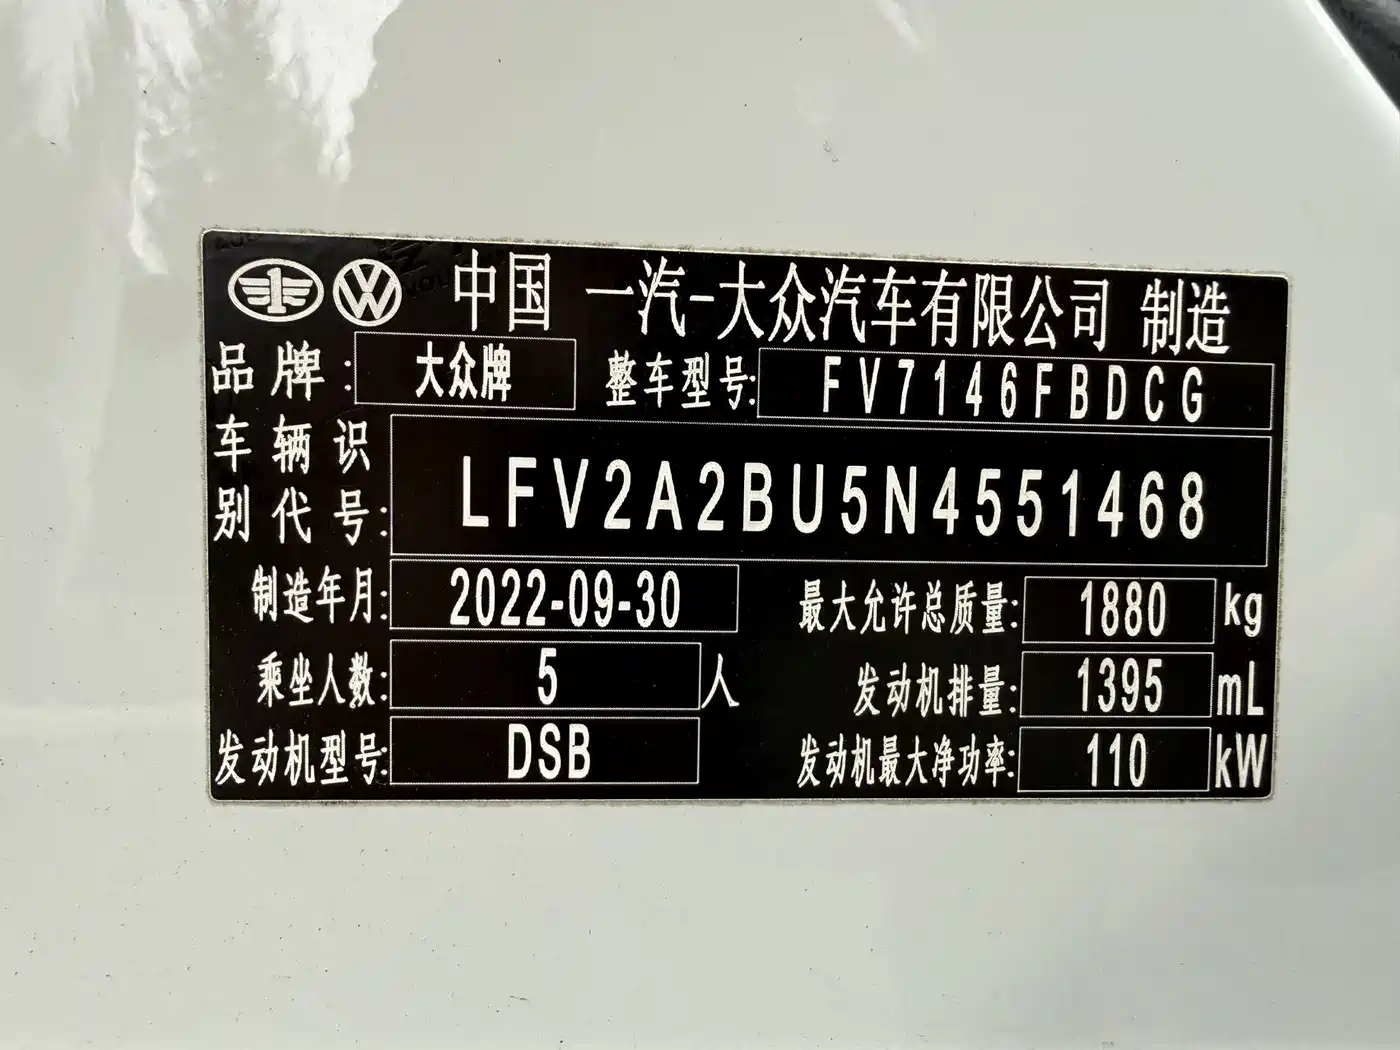 中国 一汽-大众汽车有限公司 制造
品牌: 大众牌 整车型号: FV7146FBDCG
车辆识
别代号: LFV2A2BU5N4551468
制造年月: 2022-09-30 最大允许总质量: 1880 kg
乘坐人数: 5 人 发动机排量: 1395 mL
发动机型号: DSB 发动机最大净功率: 110 kW